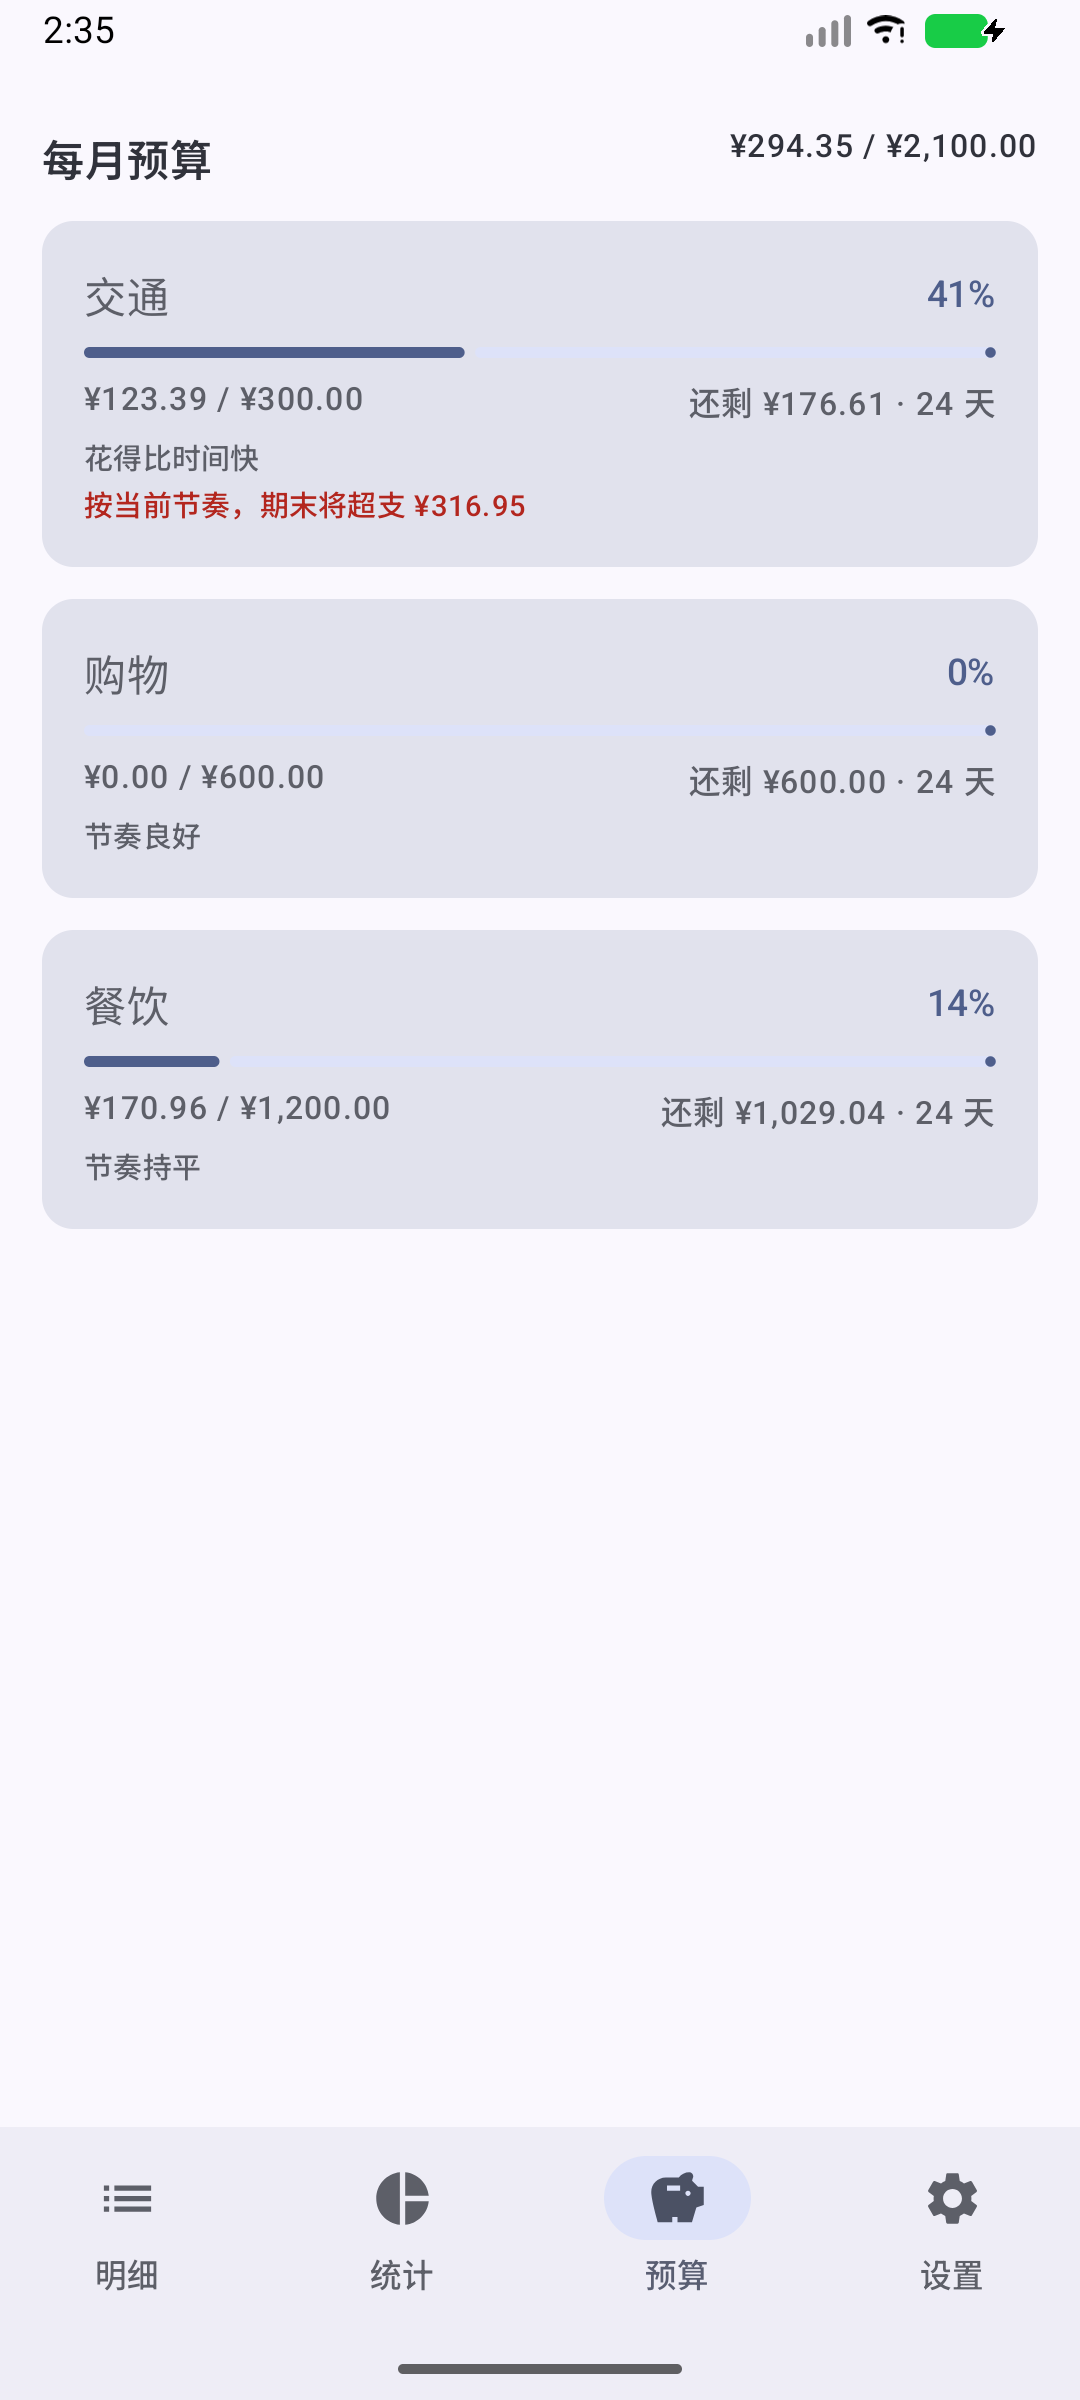 2:35
每月预算
¥294.35 / ¥2,100.00
交通
41%
¥123.39 / ¥300.00
还剩 ¥176.61 · 24 天
花得比时间快
按当前节奏，期末将超支 ¥316.95
购物
0%
¥0.00 / ¥600.00
还剩 ¥600.00 · 24 天
节奏良好
餐饮
14%
¥170.96 / ¥1,200.00
还剩 ¥1,029.04 · 24 天
节奏持平
明细
统计
预算
设置